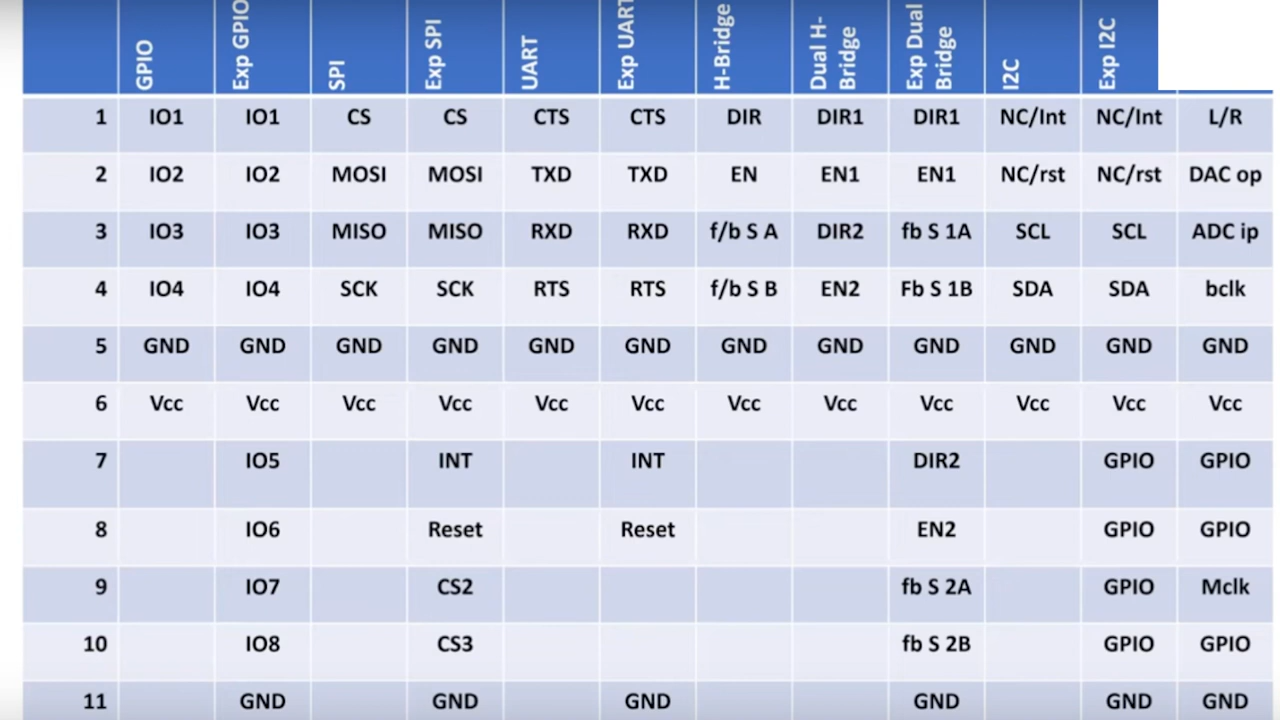 GPIO Exp GPIO SPI Exp SPI UART Exp UART H-Bridge Dual H-Bridge Exp Dual Bridge I2C Exp I2C
1 IO1 IO1 CS CS CTS CTS DIR DIR1 DIR1 NC/Int NC/Int L/R
2 IO2 IO2 MOSI MOSI TXD TXD EN EN1 EN1 NC/rst NC/rst DAC op
3 IO3 IO3 MISO MISO RXD RXD f/b S A DIR2 fb S 1A SCL SCL ADC ip
4 IO4 IO4 SCK SCK RTS RTS f/b S B EN2 Fb S 1B SDA SDA bclk
5 GND GND GND GND GND GND GND GND GND GND GND GND
6 Vcc Vcc Vcc Vcc Vcc Vcc Vcc Vcc Vcc Vcc Vcc Vcc
7 IO5 INT INT DIR2 GPIO GPIO
8 IO6 Reset Reset EN2 GPIO GPIO
9 IO7 CS2 fb S 2A GPIO Mclk
10 IO8 CS3 fb S 2B GPIO GPIO
11 GND GND GND GND GND GND